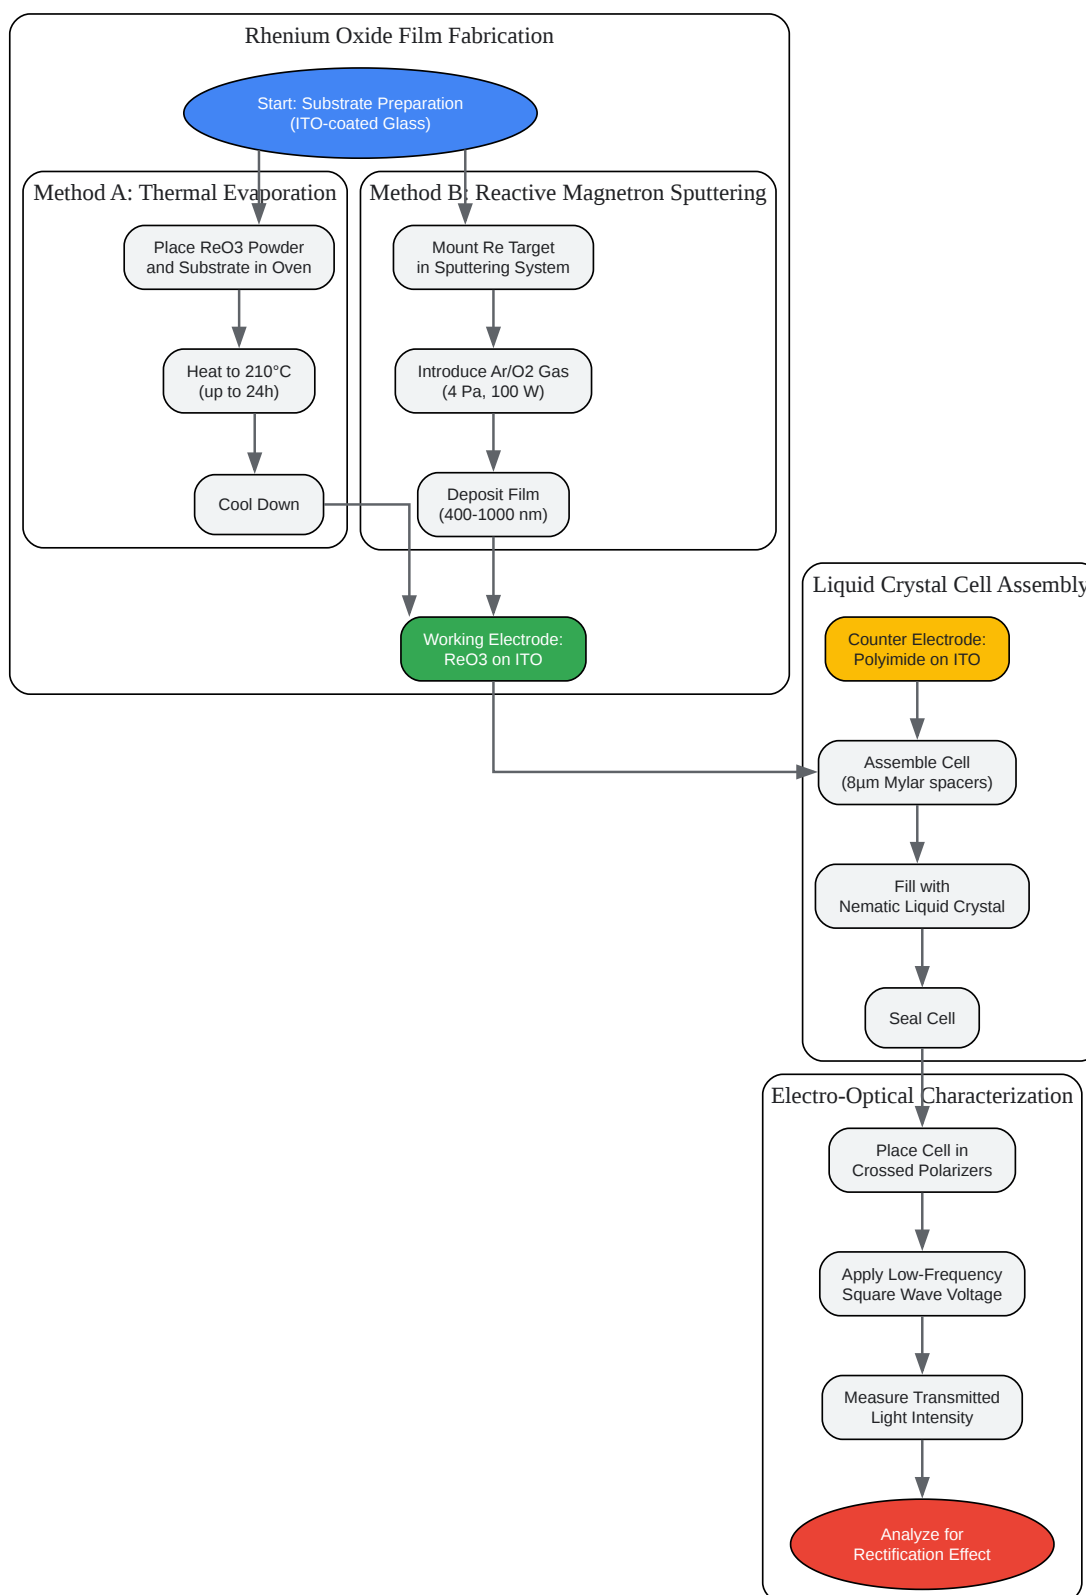 Rhenium Oxide Film Fabrication
Start: Substrate Preparation
(ITO-coated Glass)
Method A: Thermal Evaporation
Place ReO3 Powder
and Substrate in Oven
Heat to 210°C
(up to 24h)
Cool Down
Method B: Reactive Magnetron Sputtering
Mount Re Target
in Sputtering System
Introduce Ar/O2 Gas
(4 Pa, 100 W)
Deposit Film
(400-1000 nm)
Working Electrode:
ReO3 on ITO
Liquid Crystal Cell Assembly
Counter Electrode:
Polyimide on ITO
Assemble Cell
(8µm Mylar spacers)
Fill with
Nematic Liquid Crystal
Seal Cell
Electro-Optical Characterization
Place Cell in
Crossed Polarizers
Apply Low-Frequency
Square Wave Voltage
Measure Transmitted
Light Intensity
Analyze for
Rectification Effect